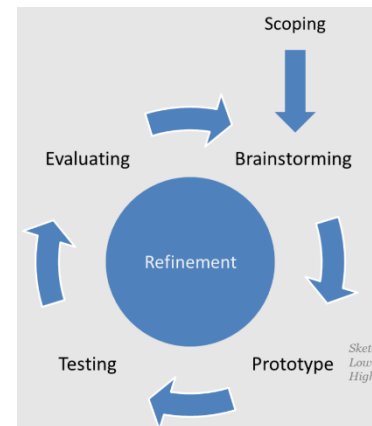 Scoping
Evaluating
Brainstorming
Refinement
Testing
Prototype